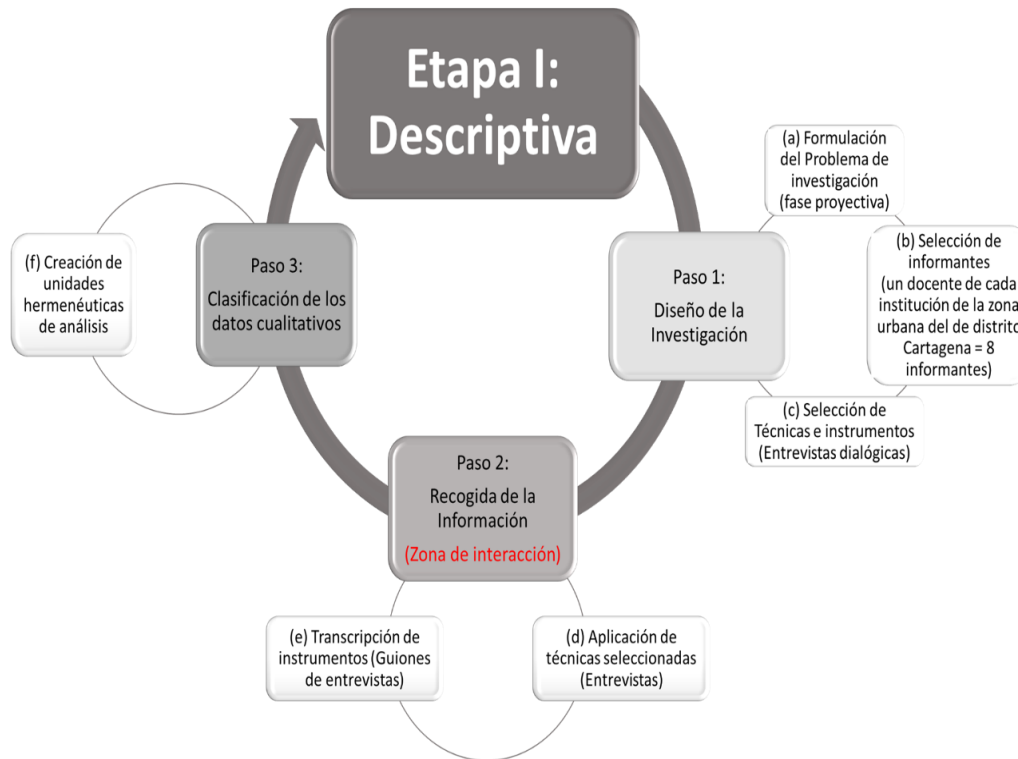 Etapa I:
Descriptiva
Paso 1:
Diseño de la
Investigación
(a) Formulación
del Problema de
investigación
(fase proyectiva)
(b) Selección de
informantes
(un docente de cada
institución de la zona
urbana del de distrito
Cartagena = 8
informantes)
(c) Selección de
Técnicas e instrumentos
(Entrevistas dialógicas)
Paso 2:
Recogida de la
Información
(Zona de interacción)
(d) Aplicación de
técnicas seleccionadas
(Entrevistas)
(e) Transcripción de
instrumentos (Guiones
de entrevistas)
Paso 3:
Clasificación de los
datos cualitativos
(f) Creación de
unidades
hermenéuticas
de análisis